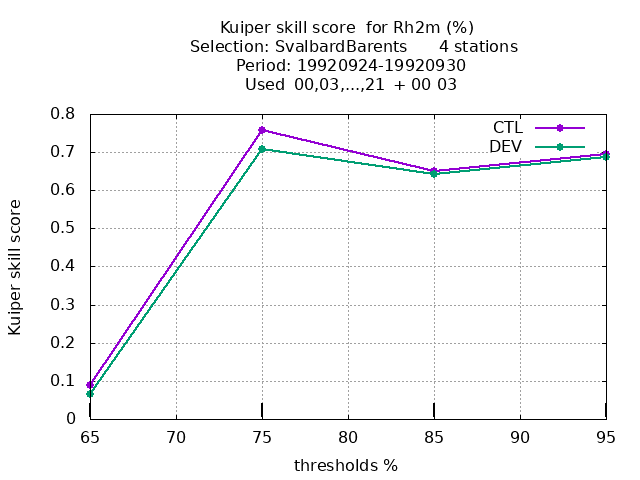 Kuiper skill score  for Rh2m (%)
Selection: SvalbardBarents      4 stations
Period: 19920924-19920930
Used  00,03,...,21  + 00 03
CTL
DEV
Kuiper skill score
0.8
0.7
0.6
0.5
0.4
0.3
0.2
0.1
0
65 70 75 80 85 90 95
thresholds %